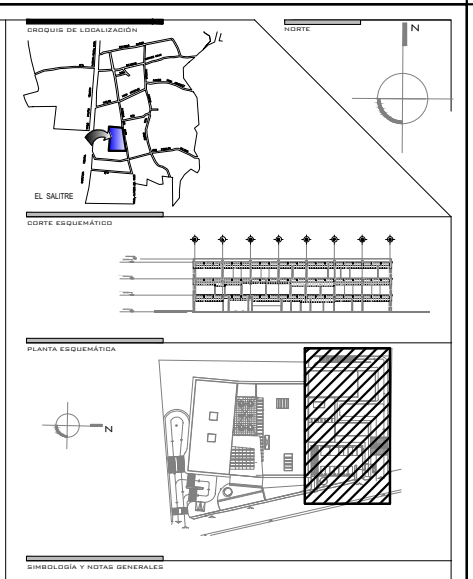 CROQUIS DE LOCALIZACIÓN
NORTE
N
EL SALITRE
CORTE ESQUEMÁTICO
PLANTA ESQUEMÁTICA
N
SIMBOLOGÍA Y NOTAS GENERALES